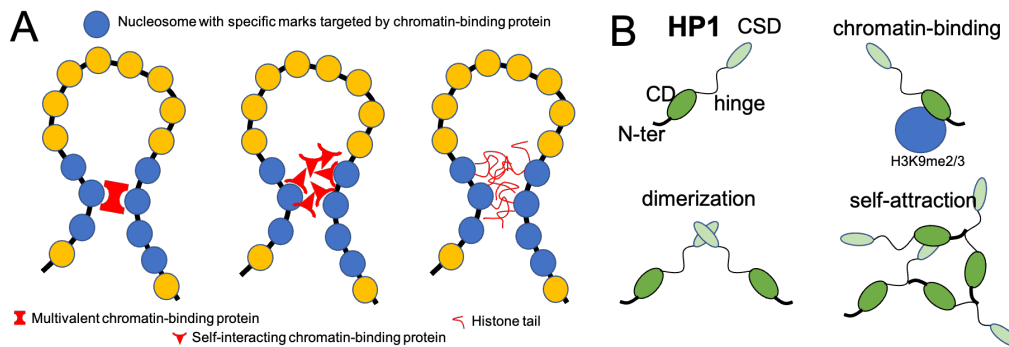 A
Nucleosome with specific marks targeted by chromatin-binding protein
Multivalent chromatin-binding protein
Self-interacting chromatin-binding protein
Histone tail
B
HP1
CSD
CD
hinge
N-ter
chromatin-binding
H3K9me2/3
dimerization
self-attraction